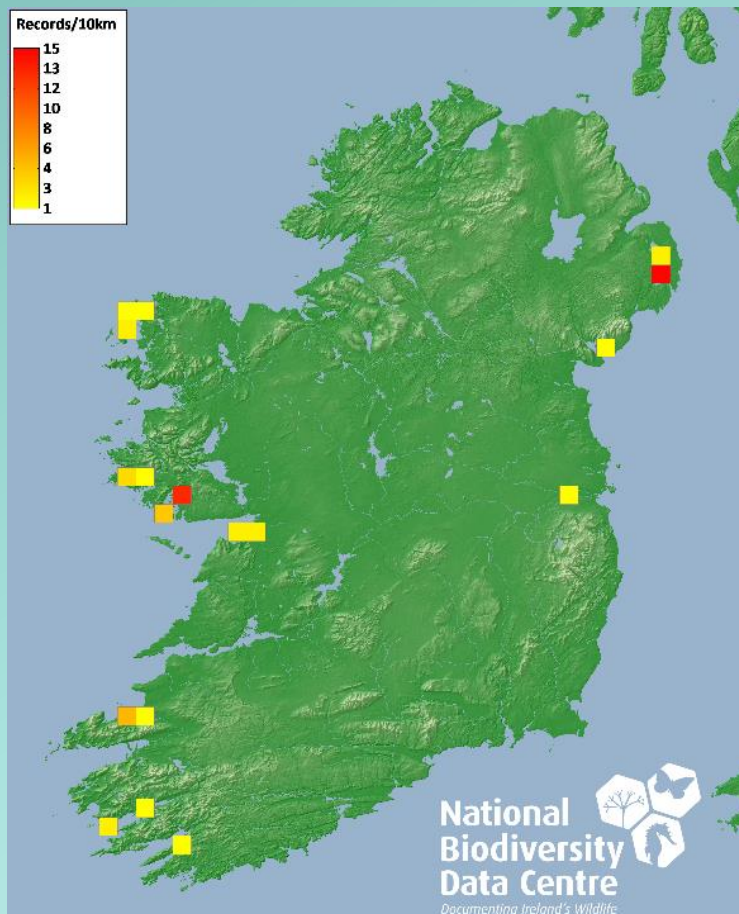 Records/10km
15
13
12
10
8
6
4
3
1
National
Biodiversity
Data Centre
Documenting Ireland's Wildlife